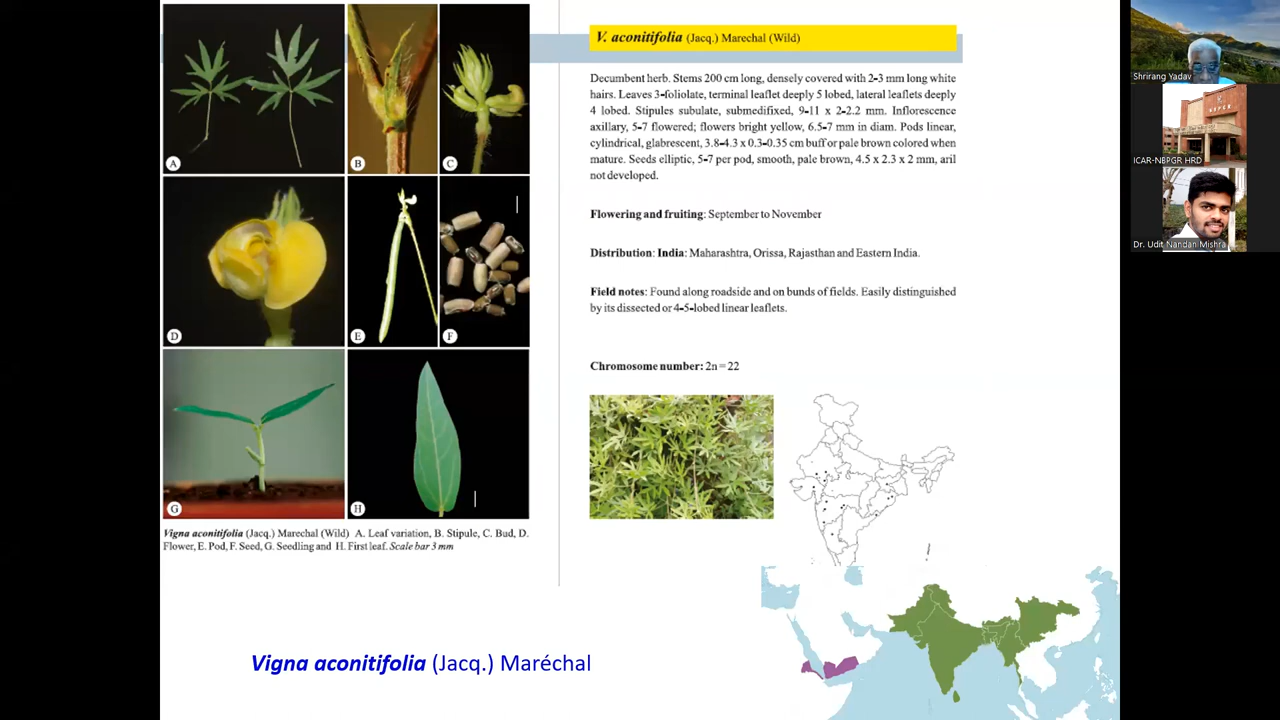 A
B
C
D
E
F
G
H
Vigna aconitifolia (Jacq.) Marechal (Wild) A. Leaf variation, B. Stipule, C. Bud, D.
Flower, E. Pod, F. Seed, G. Seedling and H. First leaf. Scale bar 3 mm
V. aconitifolia (Jacq.) Marechal (Wild)
Decumbent herb. Stems 200 cm long, densely covered with 2-3 mm long white
hairs. Leaves 3-foliolate, terminal leaflet deeply 5 lobed, lateral leaflets deeply
4 lobed. Stipules subulate, submedifixed, 9-11 x 2-2.2 mm. Inflorescence
axillary, 5-7 flowered; flowers bright yellow, 6.5-7 mm in diam. Pods linear,
cylindrical, glabrescent, 3.8-4.3 x 0.3-0.35 cm buff or pale brown colored when
mature. Seeds elliptic, 5-7 per pod, smooth, pale brown, 4.5 x 2.3 x 2 mm, aril
not developed.
Flowering and fruiting: September to November
Distribution: India: Maharashtra, Orissa, Rajasthan and Eastern India.
Field notes: Found along roadside and on bunds of fields. Easily distinguished
by its dissected or 4-5-lobed linear leaflets.
Chromosome number: 2n = 22
Vigna aconitifolia (Jacq.) Maréchal
Shrirang Yadav
ICAR-NBPGR HRD
Dr. Udit Nandan Mishra